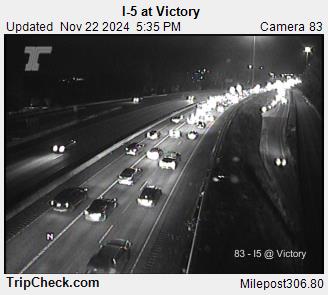 I-5 at Victory
Updated Nov 22 2024 5:35 PM Camera 83
T
N
83 - I5 @ Victory
TripCheck.com Milepost306.80